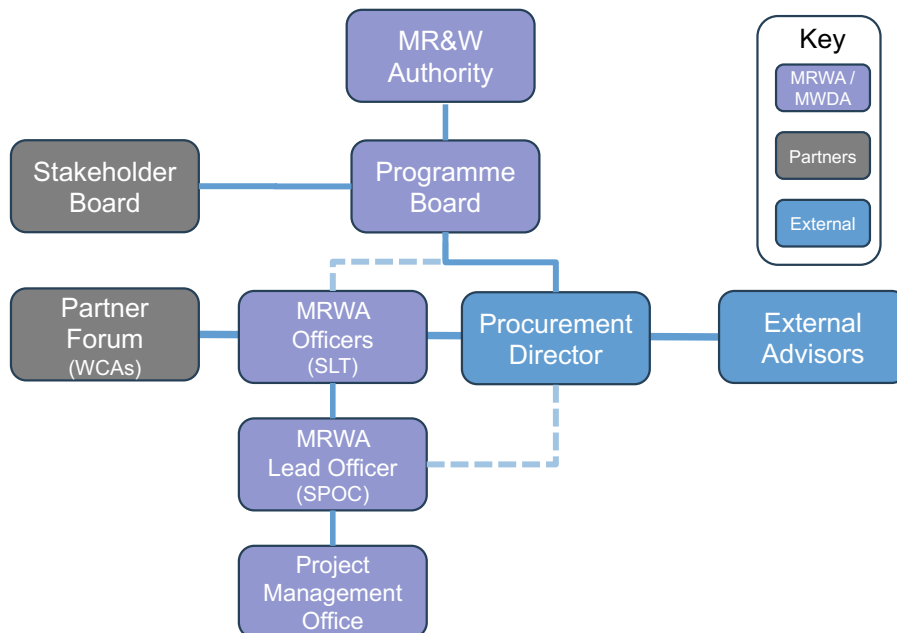 MR&W
Authority
Key
MRWA /
MWDA
Partners
External
Stakeholder
Board
Programme
Board
Partner
Forum
(WCAs)
MRWA
Officers
(SLT)
Procurement
Director
External
Advisors
MRWA
Lead Officer
(SPOC)
Project
Management
Office